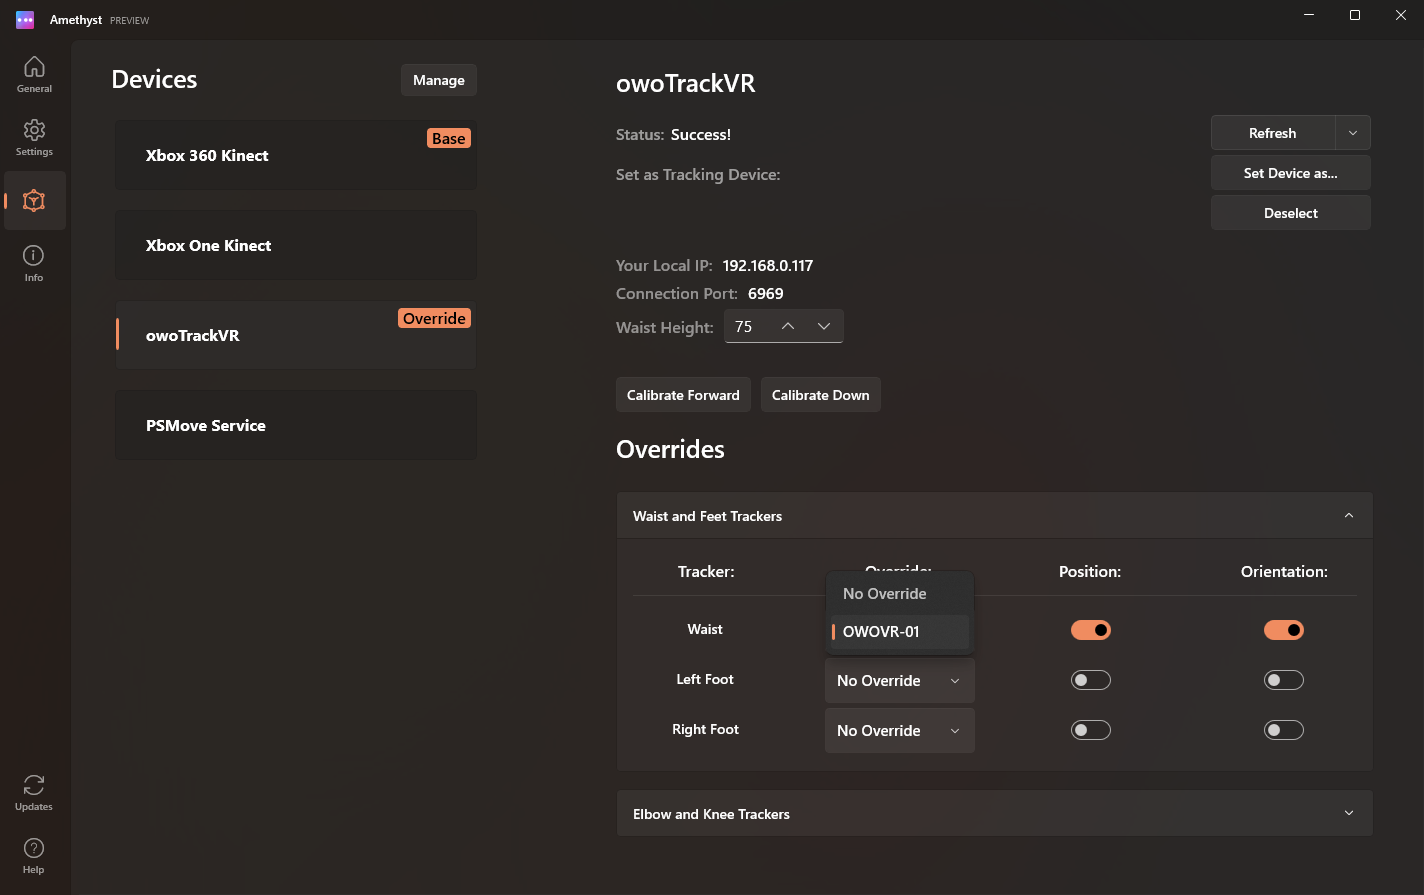 Amethyst PREVIEW
General
Settings
Info
Updates
Help
Devices
Manage
Xbox 360 Kinect
Base
Xbox One Kinect
owoTrackVR
Override
PSMove Service
owoTrackVR
Status: Success!
Set as Tracking Device:
Refresh
Set Device as...
Deselect
Your Local IP: 192.168.0.117
Connection Port: 6969
Waist Height: 75
Calibrate Forward Calibrate Down
Overrides
Waist and Feet Trackers
Tracker: Override: Position: Orientation:
No Override
Waist OWOVR-01
Left Foot No Override
Right Foot No Override
Elbow and Knee Trackers